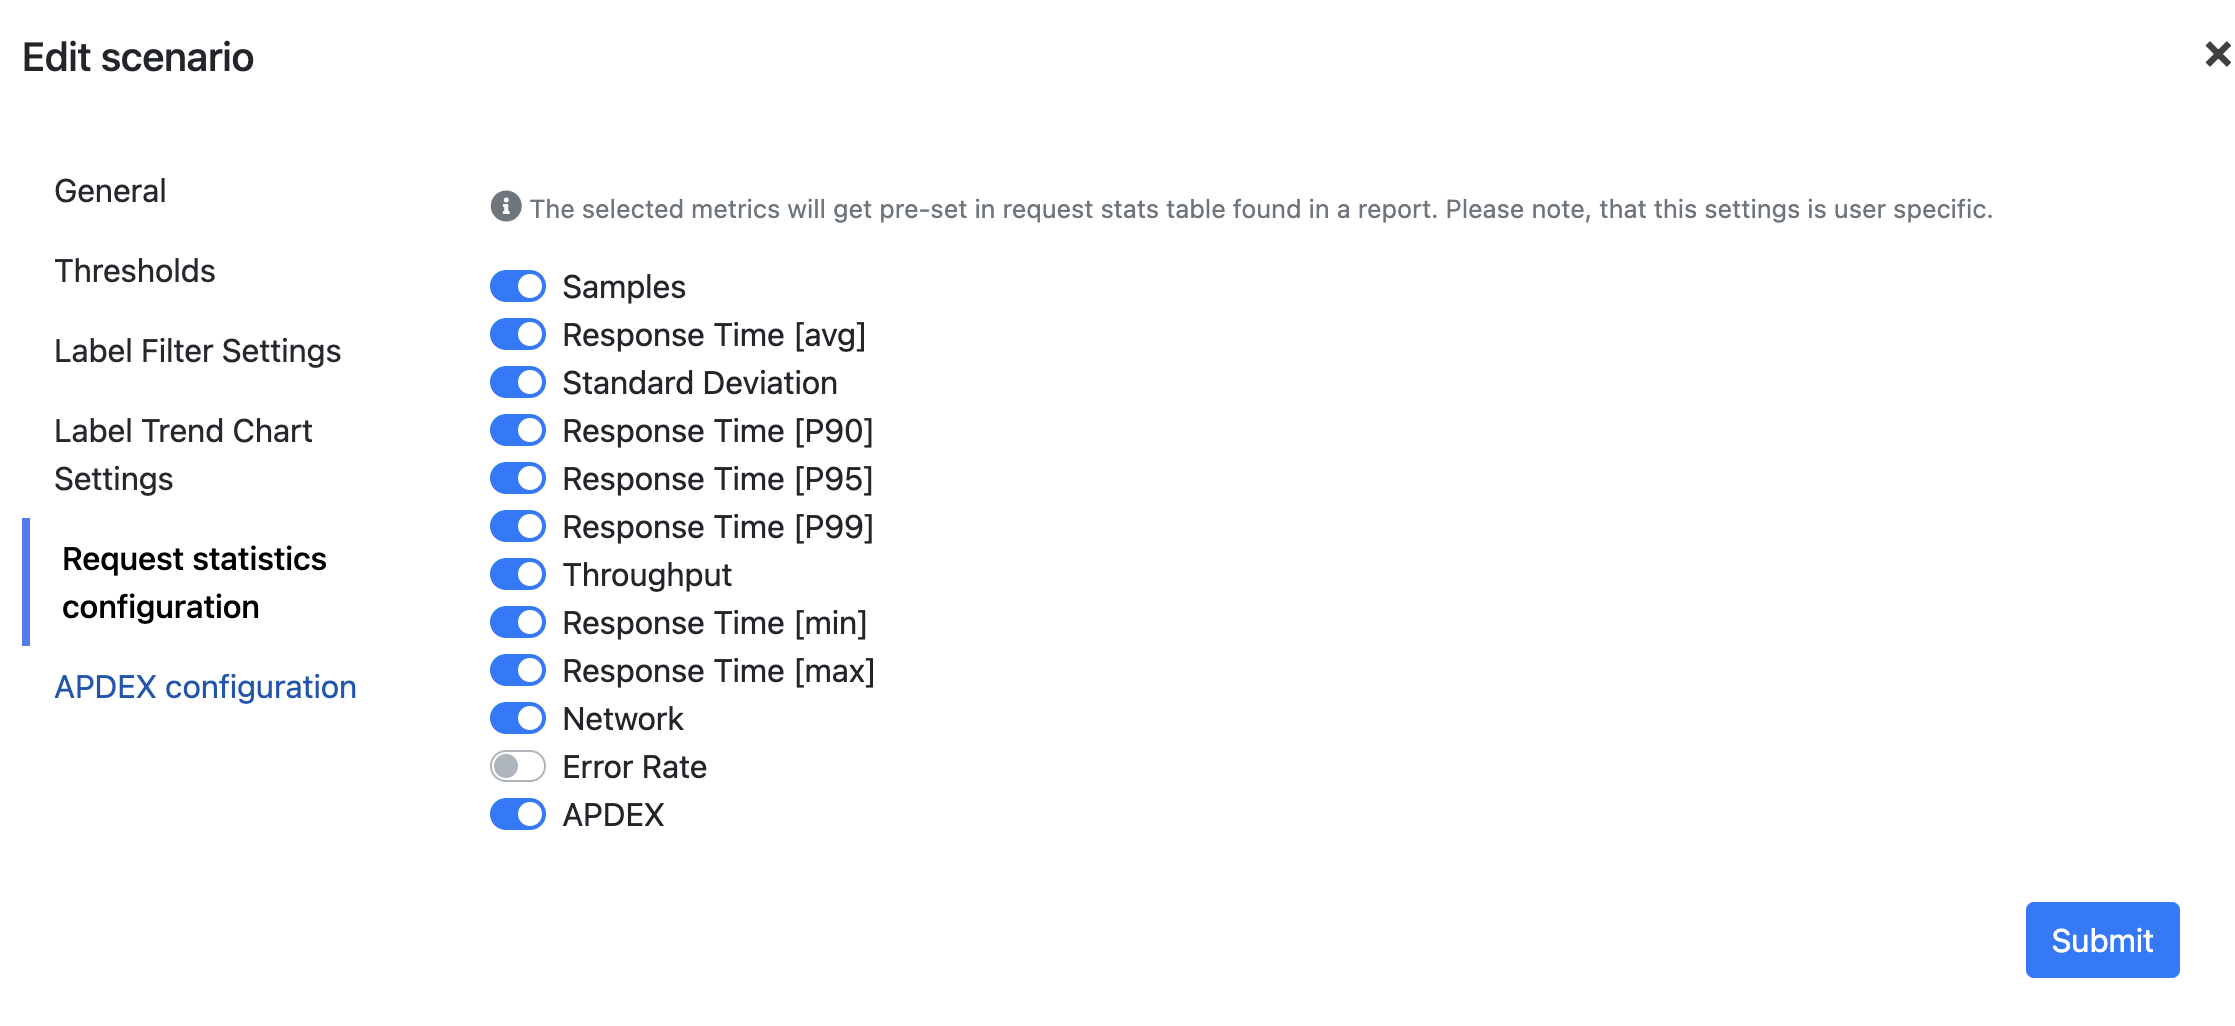 Edit scenario
General
Thresholds
Label Filter Settings
Label Trend Chart
Settings
Request statistics
configuration
APDEX configuration
The selected metrics will get pre-set in request stats table found in a report. Please note, that this settings is user specific.
Samples
Response Time [avg]
Standard Deviation
Response Time [P90]
Response Time [P95]
Response Time [P99]
Throughput
Response Time [min]
Response Time [max]
Network
Error Rate
APDEX
Submit